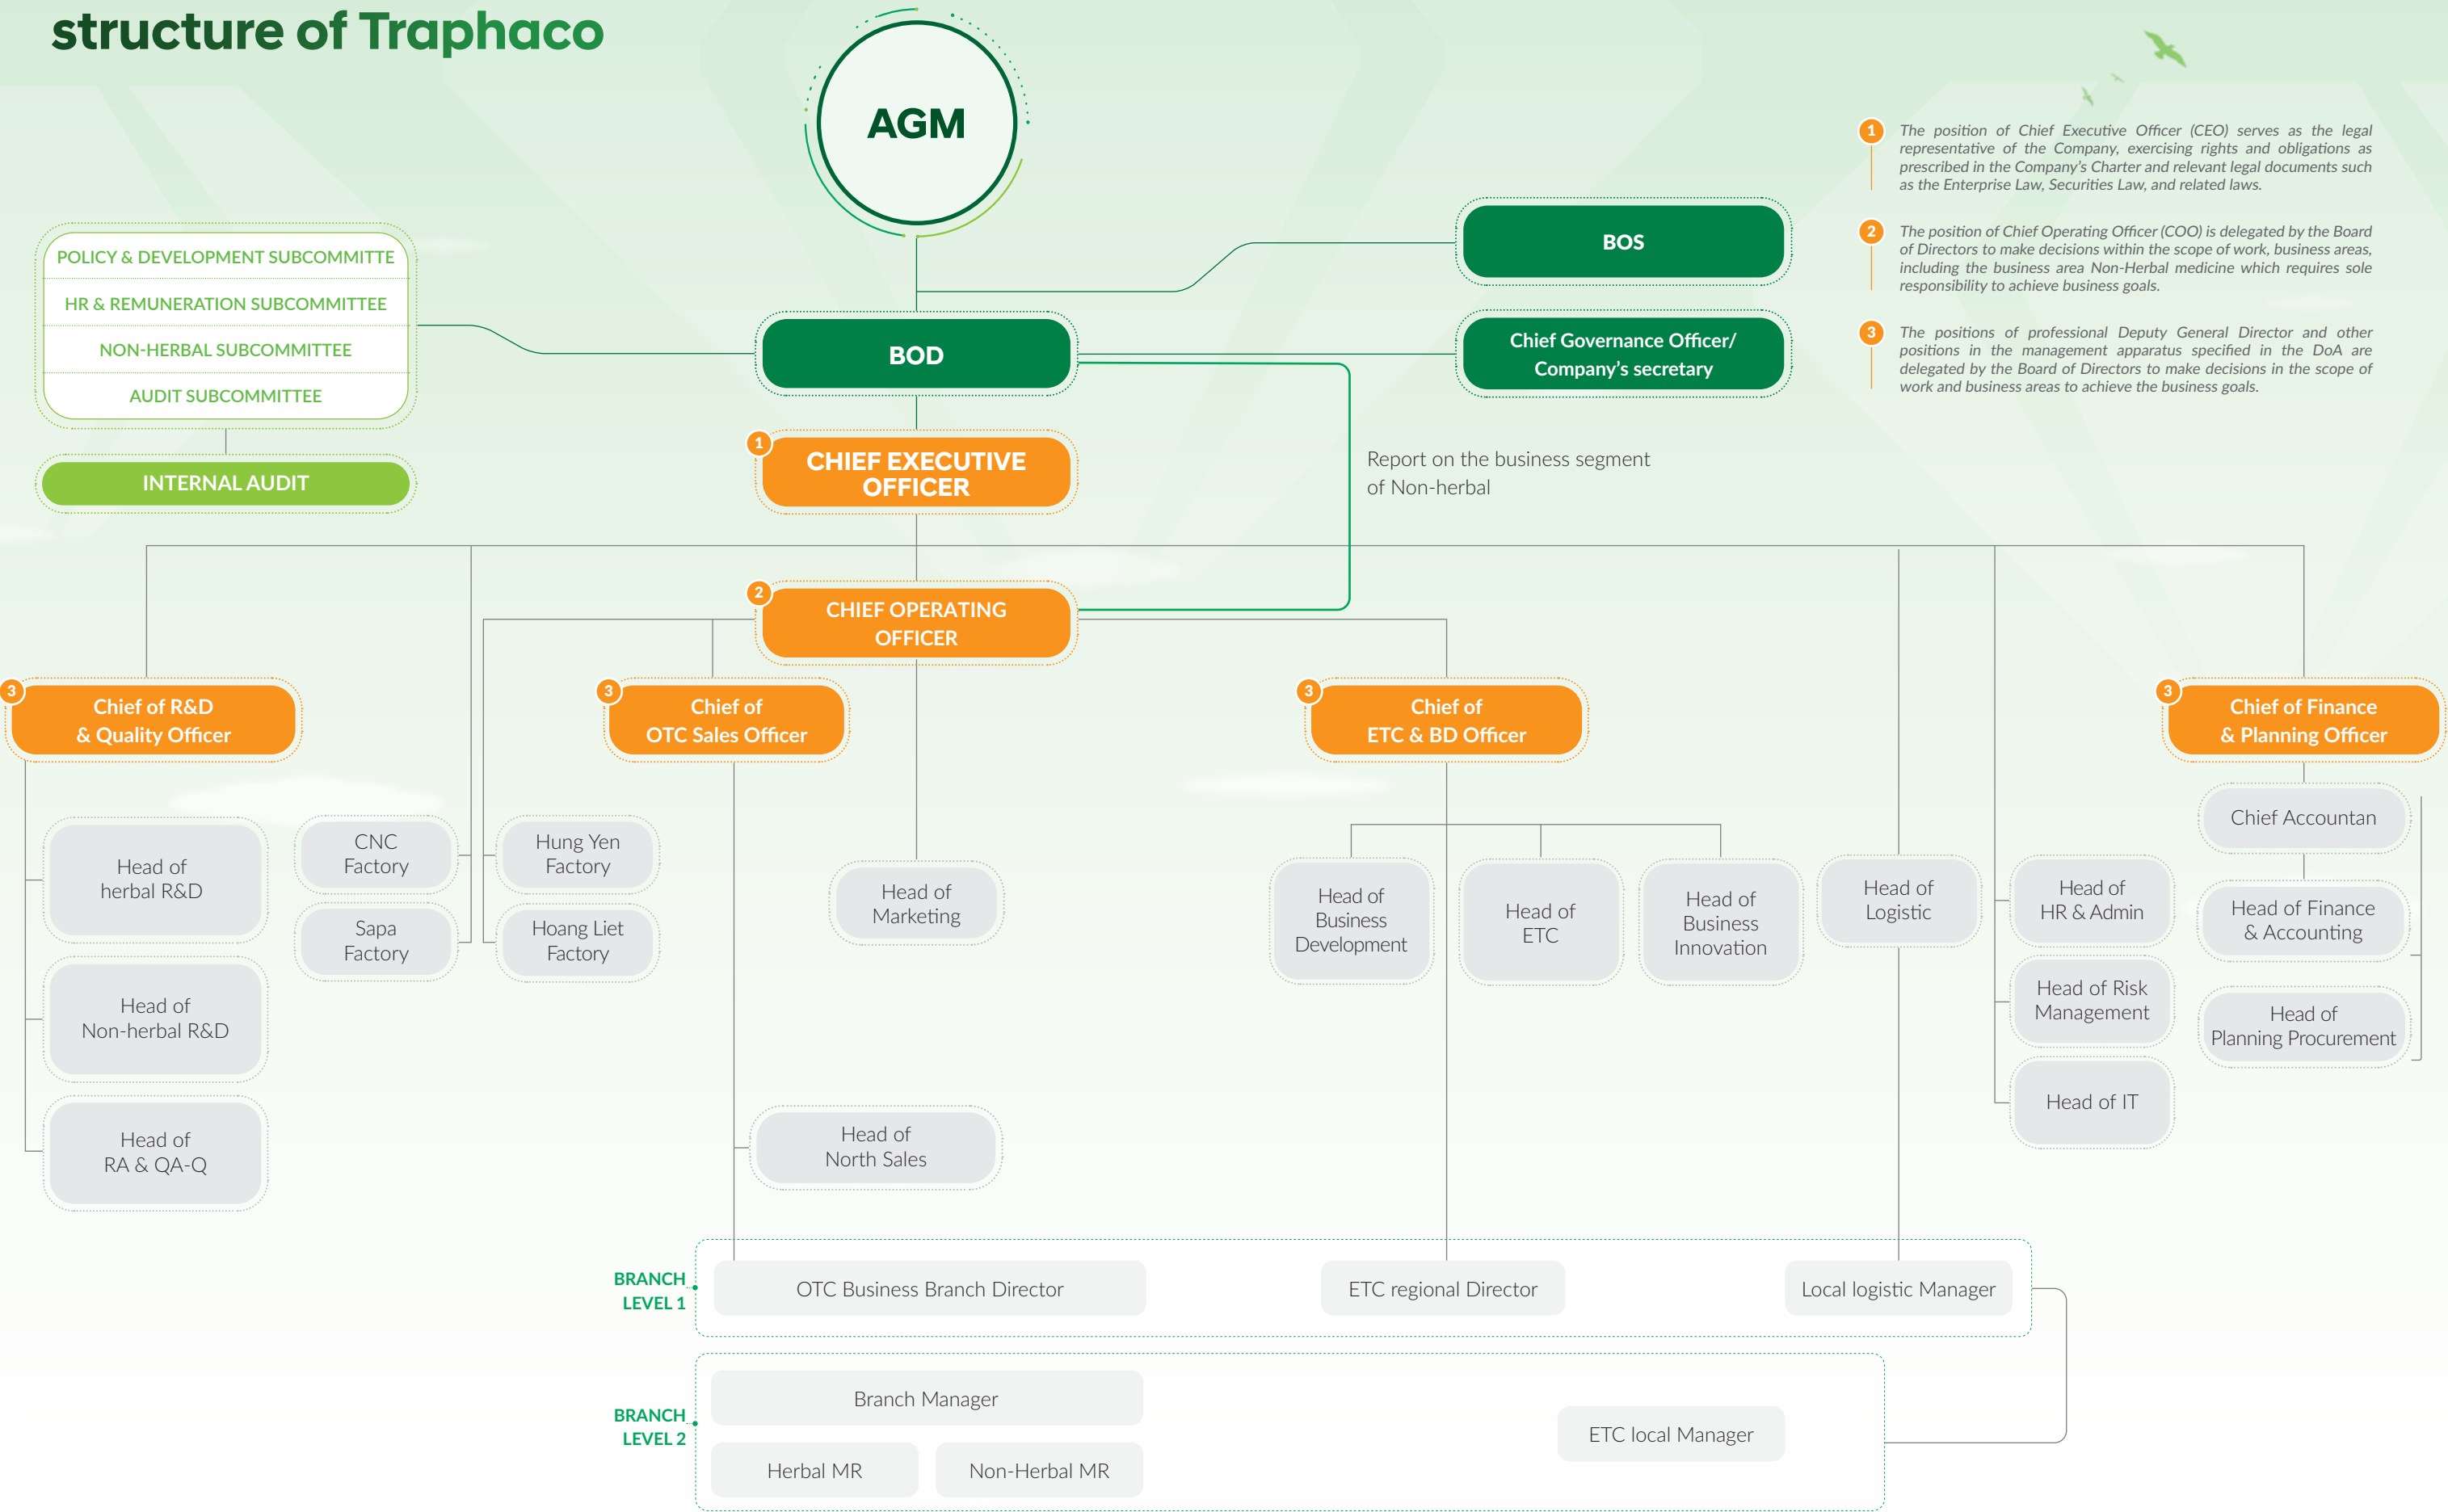 structure of Traphaco
AGM
1
The position of Chief Executive Officer (CEO) serves as the legal
representative of the Company, exercising rights and obligations as
prescribed in the Company's Charter and relevant legal documents such
as the Enterprise Law, Securities Law, and related laws.
2
The position of Chief Operating Officer (COO) is delegated by the Board
of Directors to make decisions within the scope of work, business areas,
including the business area Non-Herbal medicine which requires sole
responsibility to achieve business goals.
3
The positions of professional Deputy General Director and other
positions in the management apparatus specified in the DoA are
delegated by the Board of Directors to make decisions in the scope of
work and business areas to achieve the business goals.
POLICY & DEVELOPMENT SUBCOMMITTE
HR & REMUNERATION SUBCOMMITTEE
NON-HERBAL SUBCOMMITTEE
AUDIT SUBCOMMITTEE
INTERNAL AUDIT
BOS
BOD
Chief Governance Officer/
Company's secretary
1
CHIEF EXECUTIVE
OFFICER
Report on the business segment
of Non-herbal
2
CHIEF OPERATING
OFFICER
3
Chief of R&D
& Quality Officer
3
Chief of
OTC Sales Officer
3
Chief of
ETC & BD Officer
3
Chief of Finance
& Planning Officer
Head of
herbal R&D
Head of
Non-herbal R&D
Head of
RA & QA-Q
CNC
Factory
Sapa
Factory
Hung Yen
Factory
Hoang Liet
Factory
Head of
Marketing
Head of
North Sales
Head of
Business
Development
Head of
ETC
Head of
Business
Innovation
Head of
Logistic
Head of
HR & Admin
Head of Risk
Management
Head of IT
Chief Accountan
Head of Finance
& Accounting
Head of
Planning Procurement
BRANCH
LEVEL 1
OTC Business Branch Director
ETC regional Director
Local logistic Manager
BRANCH
LEVEL 2
Branch Manager
Herbal MR
Non-Herbal MR
ETC local Manager